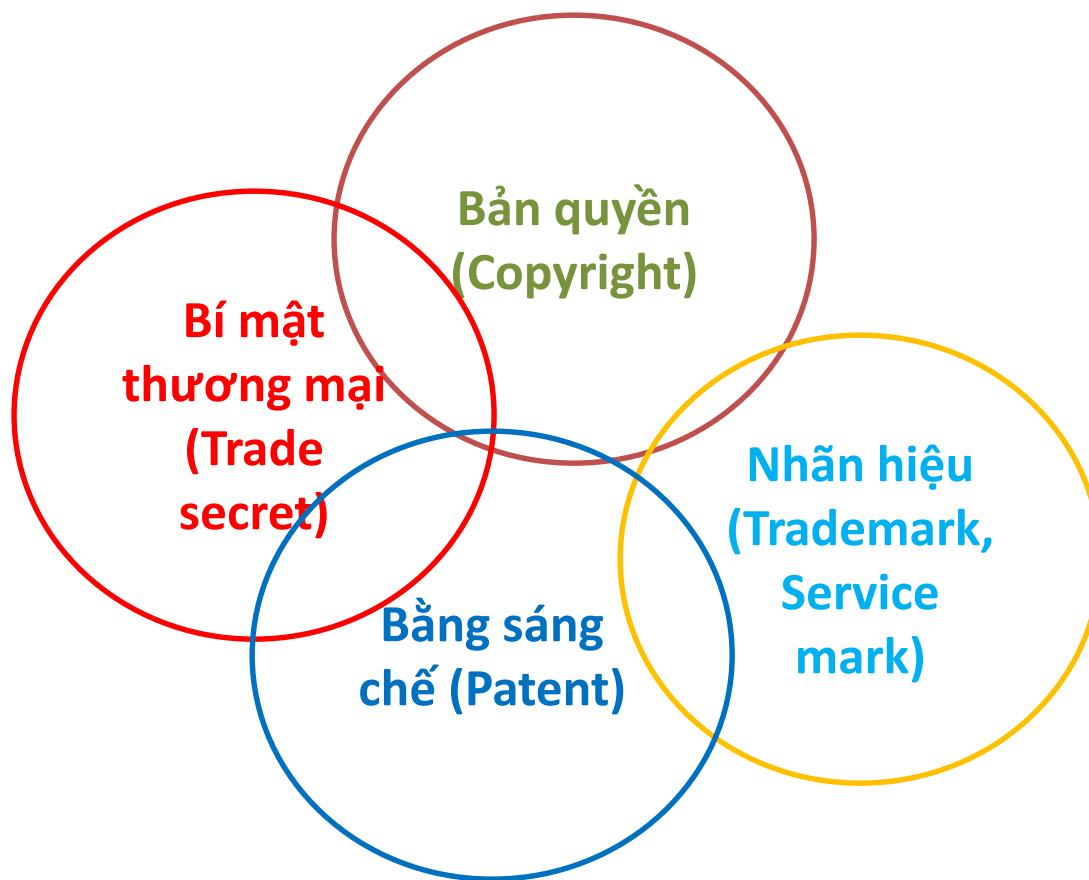 Bản quyền
(Copyright)
Bí mật
thương mại
(Trade
secret)
Nhãn hiệu
(Trademark,
Service
mark)
Bằng sáng
chế (Patent)